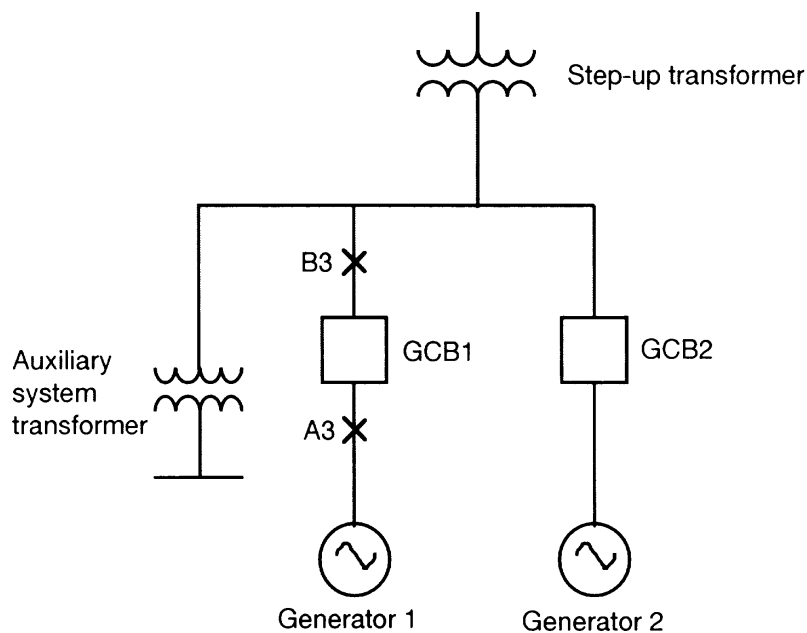 Step-up transformer
B3
GCB1
GCB2
Auxiliary
system
transformer
A3
Generator 1
Generator 2